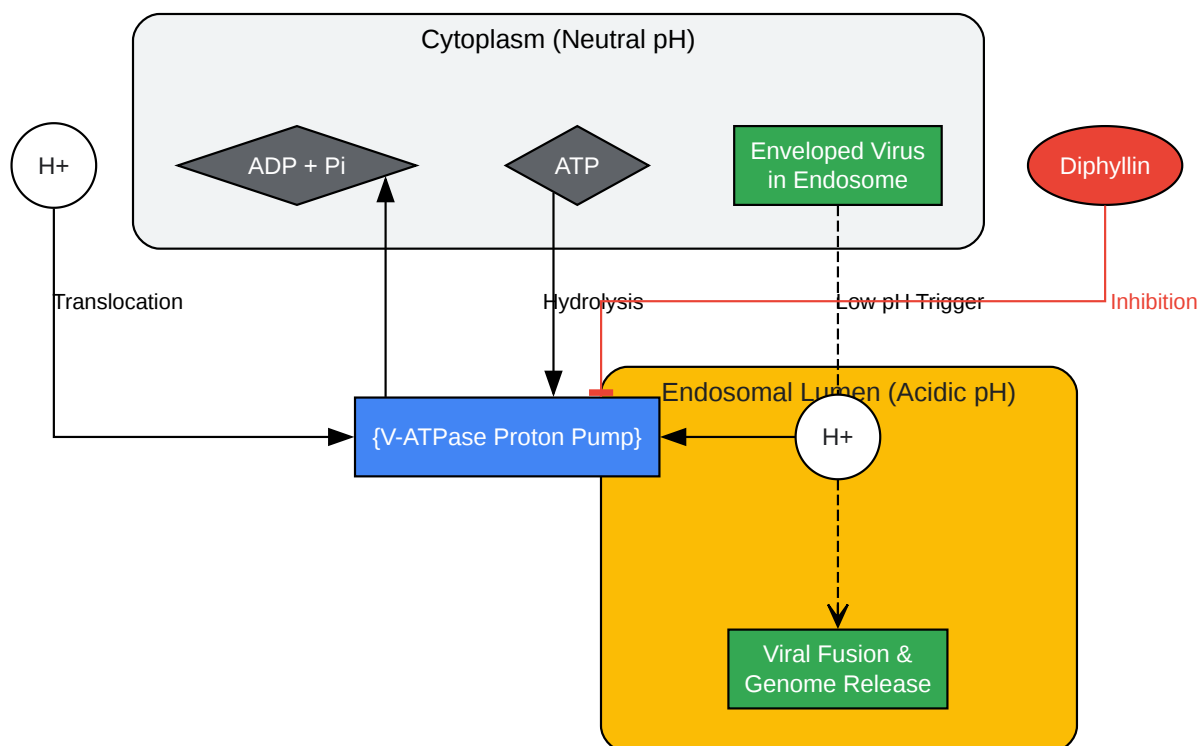 Cytoplasm (Neutral pH)
H+
ADP + Pi
ATP
Enveloped Virus
in Endosome
Diphyllin
Translocation
Hydrolysis
Low pH Trigger
Inhibition
Endosomal Lumen (Acidic pH)
{V-ATPase Proton Pump}
H+
Viral Fusion &
Genome Release